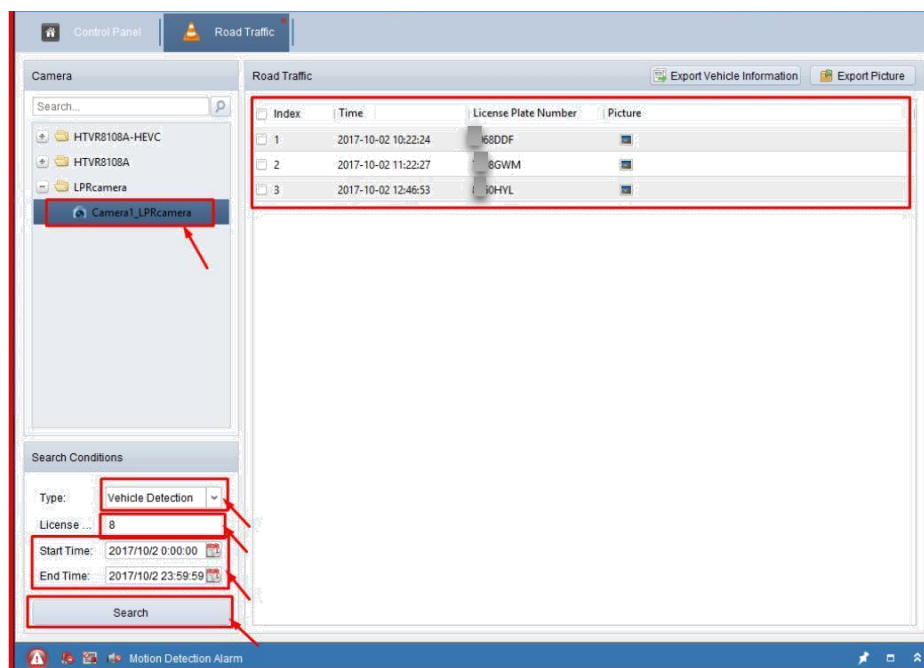 Control Panel Road Traffic
Camera
Search...
HTVR8108A-HEVC
HTVR8108A
LPRcamera
Camera1_LPRcamera
Road Traffic Export Vehicle Information Export Picture
Index Time License Plate Number Picture
1 2017-10-02 10:22:24 68DDF
2 2017-10-02 11:22:27 8GWM
3 2017-10-02 12:46:53 60HYL
Search Conditions
Type: Vehicle Detection
License ... 8
Start Time: 2017/10/2 0:00:00
End Time: 2017/10/2 23:59:59
Search
Motion Detection Alarm